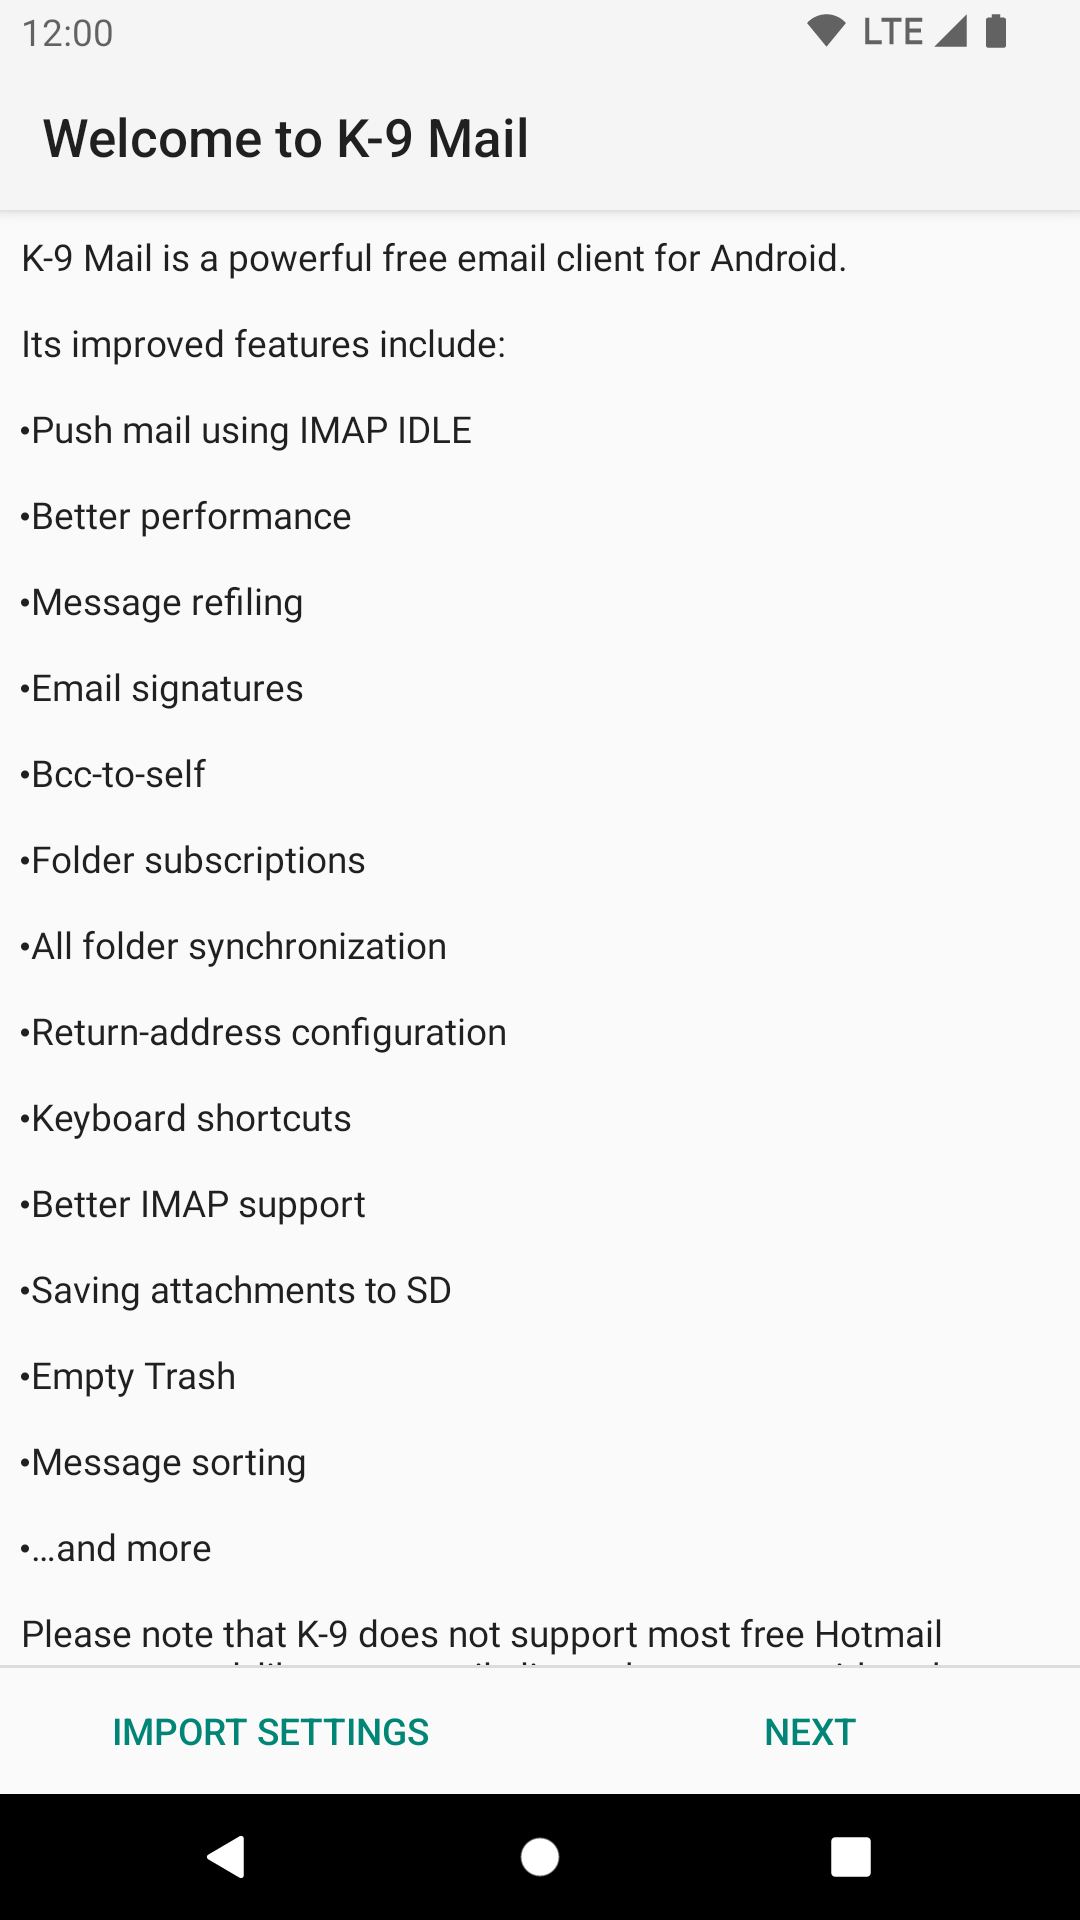 12:00 LTE
Welcome to K-9 Mail
K-9 Mail is a powerful free email client for Android.
Its improved features include:
•Push mail using IMAP IDLE
•Better performance
•Message refiling
•Email signatures
•Bcc-to-self
•Folder subscriptions
•All folder synchronization
•Return-address configuration
•Keyboard shortcuts
•Better IMAP support
•Saving attachments to SD
•Empty Trash
•Message sorting
•…and more
Please note that K-9 does not support most free Hotmail
IMPORT SETTINGS NEXT